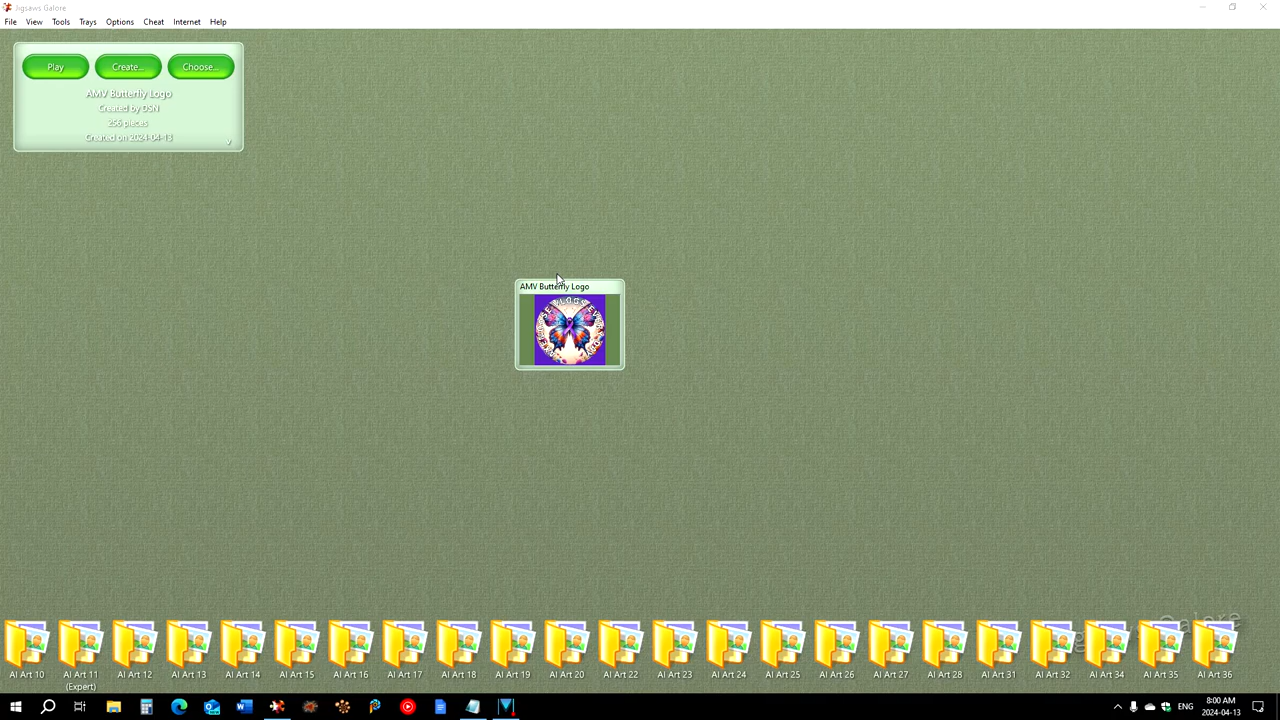 Jigsaws Galore
File View Tools Trays Options Cheat Internet Help
Play Create... Choose...
AMV Butterfly Logo
Created by DSN
256 pieces
Created on 2024-04-13
v
AMV Butterfly Logo
VLOGS
Galore
AI Art 10 AI Art 11 (Expert) AI Art 12 AI Art 13 AI Art 14 AI Art 15 AI Art 16 AI Art 17 AI Art 18 AI Art 19 AI Art 20 AI Art 22 AI Art 23 AI Art 24 AI Art 25 AI Art 26 AI Art 27 AI Art 28 AI Art 31 AI Art 32 AI Art 34 AI Art 35 AI Art 36
ENG 8:00 AM
2024-04-13